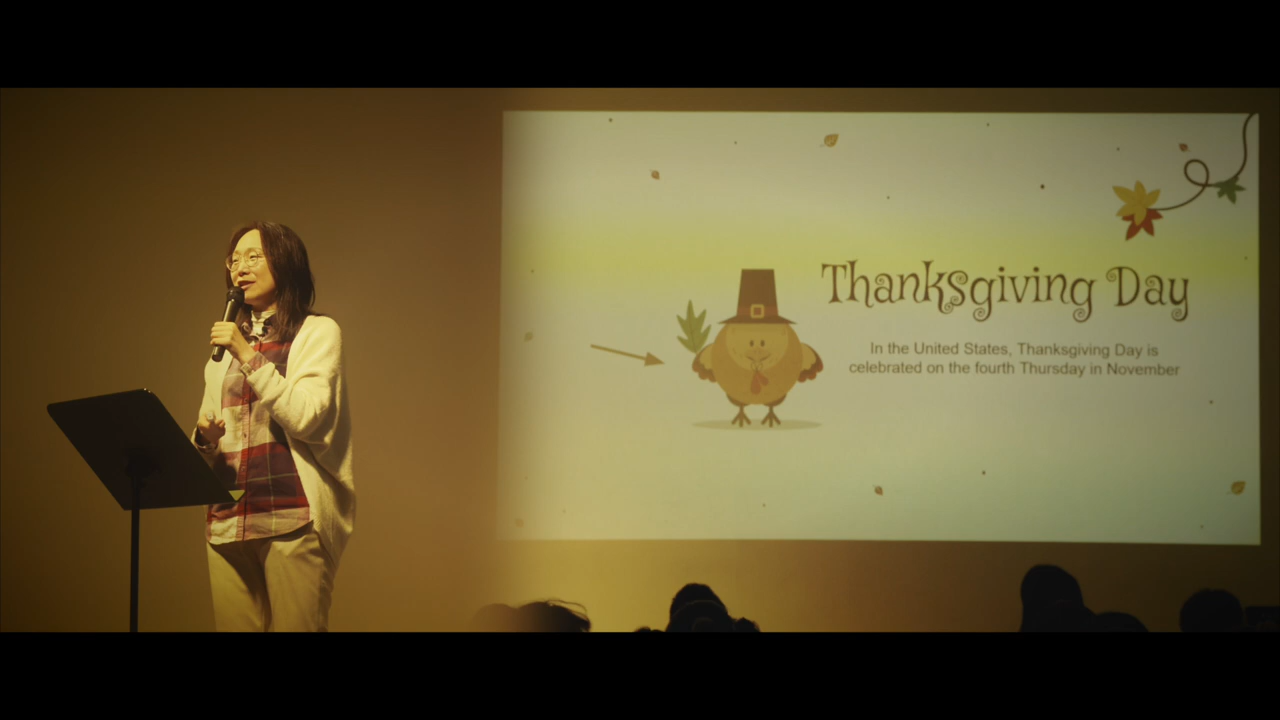 Thanksgiving Day
In the United States, Thanksgiving Day is
celebrated on the fourth Thursday in November